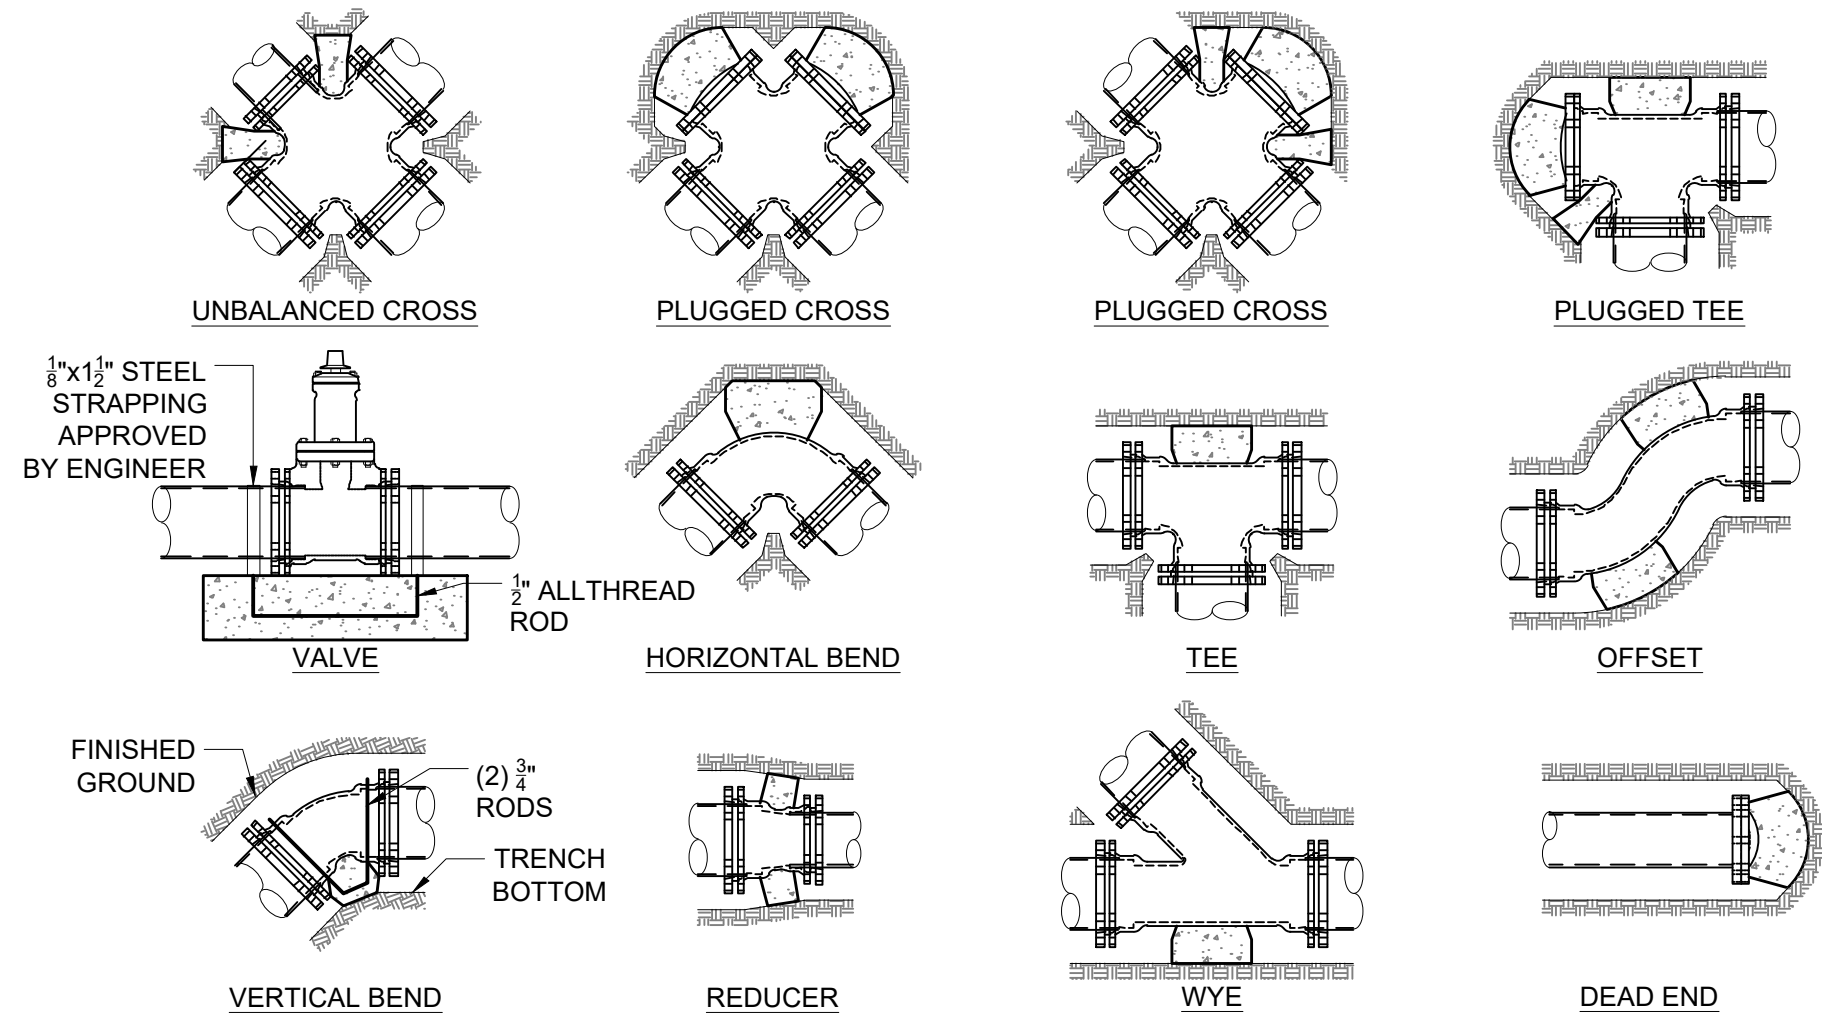 UNBALANCED CROSS
PLUGGED CROSS
PLUGGED CROSS
PLUGGED TEE
1/8"x1 1/2" STEEL
STRAPPING
APPROVED
BY ENGINEER
1/2" ALLTHREAD
ROD
VALVE
HORIZONTAL BEND
TEE
OFFSET
FINISHED
GROUND
(2) 3/4"
RODS
TRENCH
BOTTOM
VERTICAL BEND
REDUCER
WYE
DEAD END